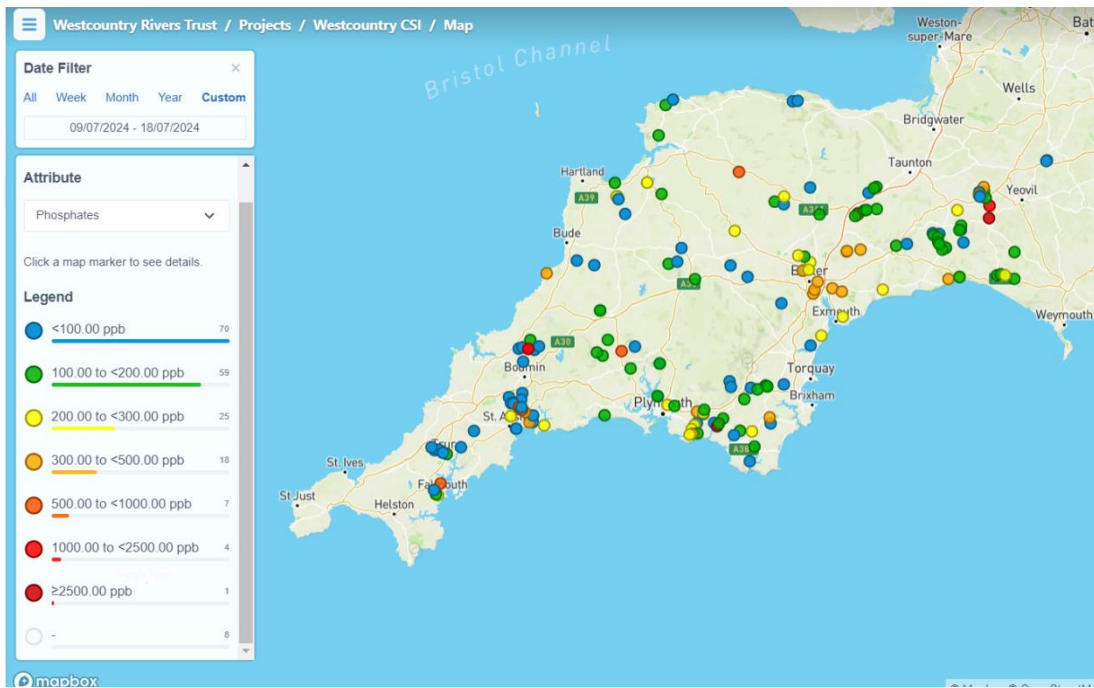 Westcountry Rivers Trust / Projects / Westcountry CSI / Map
Date Filter ×
All Week Month Year Custom
09/07/2024 - 18/07/2024
Attribute
Phosphates
Click a map marker to see details.
Legend
<100.00 ppb 70
100.00 to <200.00 ppb 59
200.00 to <300.00 ppb 25
300.00 to <500.00 ppb 18
500.00 to <1000.00 ppb 7
1000.00 to <2500.00 ppb 4
≥2500.00 ppb 1
- 8
mapbox
Bristol Channel
Weston-
super-Mare
Bat
Wells
Bridgwater
Taunton
Yeovil
Hartland
A39
Bude
Exmouth
Weymouth
A30
Bodmin
Torquay
Brixham
Plymouth
St. Ives
St Just
Helston
Falmouth